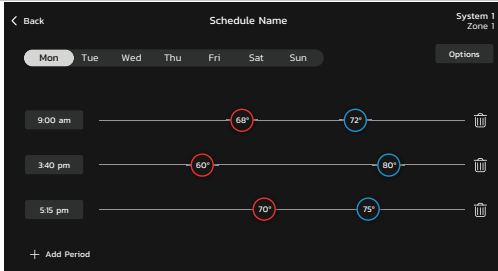 Back
Schedule Name
System 1
Zone 1
Mon Tue Wed Thu Fri Sat Sun
Options
9:00 am 68° 72°
3:40 pm 60° 80°
5:15 pm 70° 75°
+ Add Period